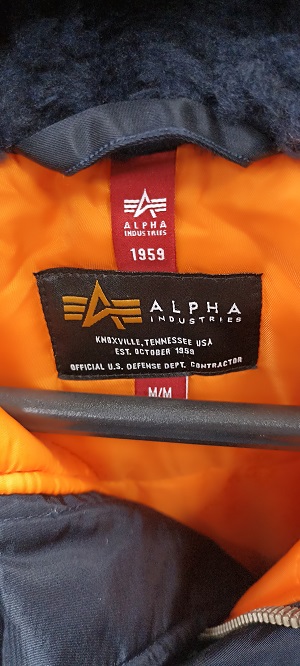 ALPHA
INDUSTRIES
1959
ALPHA
INDUSTRIES
KNOXVILLE, TENNESSEE USA
EST. OCTOBER 1959
OFFICIAL U.S. DEFENSE DEPT. CONTRACTOR
M/M